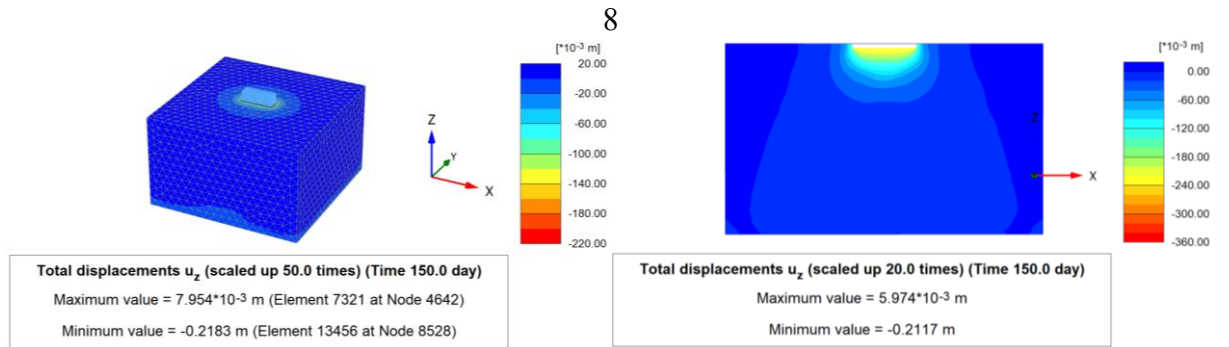 8
[*10-3 m]
20.00
-20.00
-60.00
-100.00
-140.00
-180.00
-220.00
Z
Y
X
Total displacements uz (scaled up 50.0 times) (Time 150.0 day)
Maximum value = 7.954*10-3 m (Element 7321 at Node 4642)
Minimum value = -0.2183 m (Element 13456 at Node 8528)
[*10-3 m]
0.00
-60.00
-120.00
-180.00
-240.00
-300.00
-360.00
Z
X
Total displacements uz (scaled up 20.0 times) (Time 150.0 day)
Maximum value = 5.974*10-3 m
Minimum value = -0.2117 m